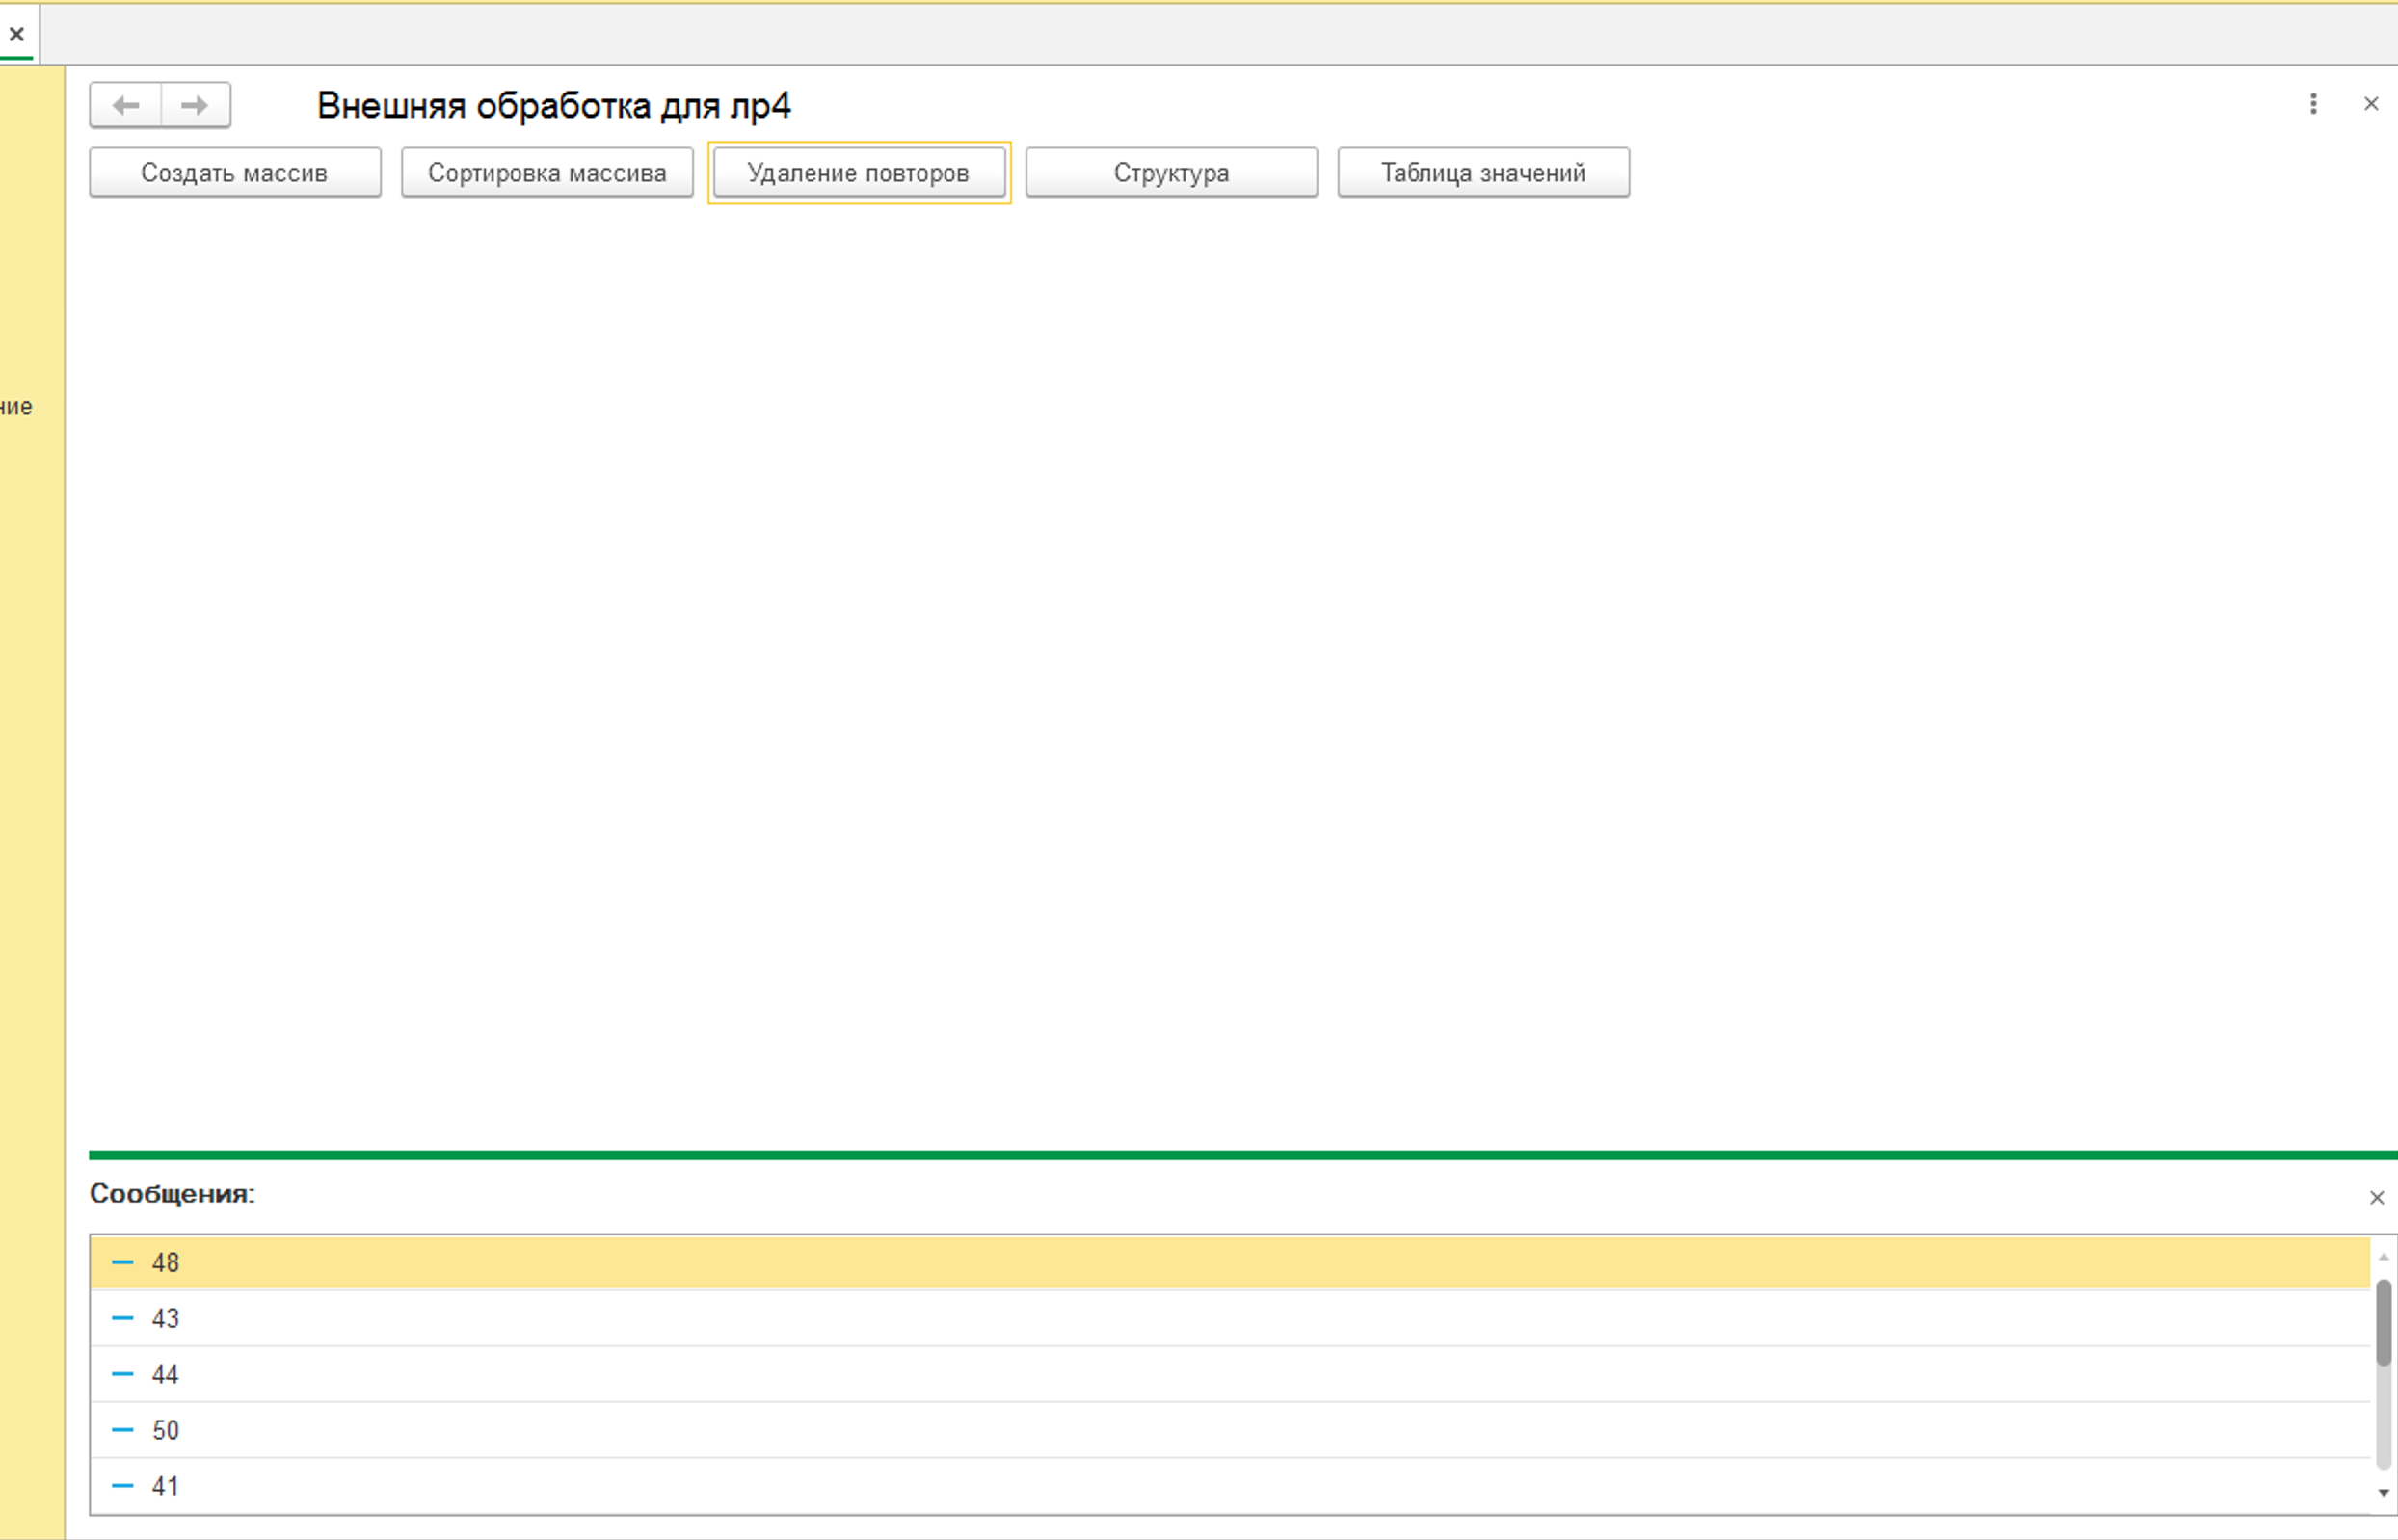 Внешняя обработка для лр4
Создать массив Сортировка массива Удаление повторов Структура Таблица значений
ние
Сообщения:
48
43
44
50
41